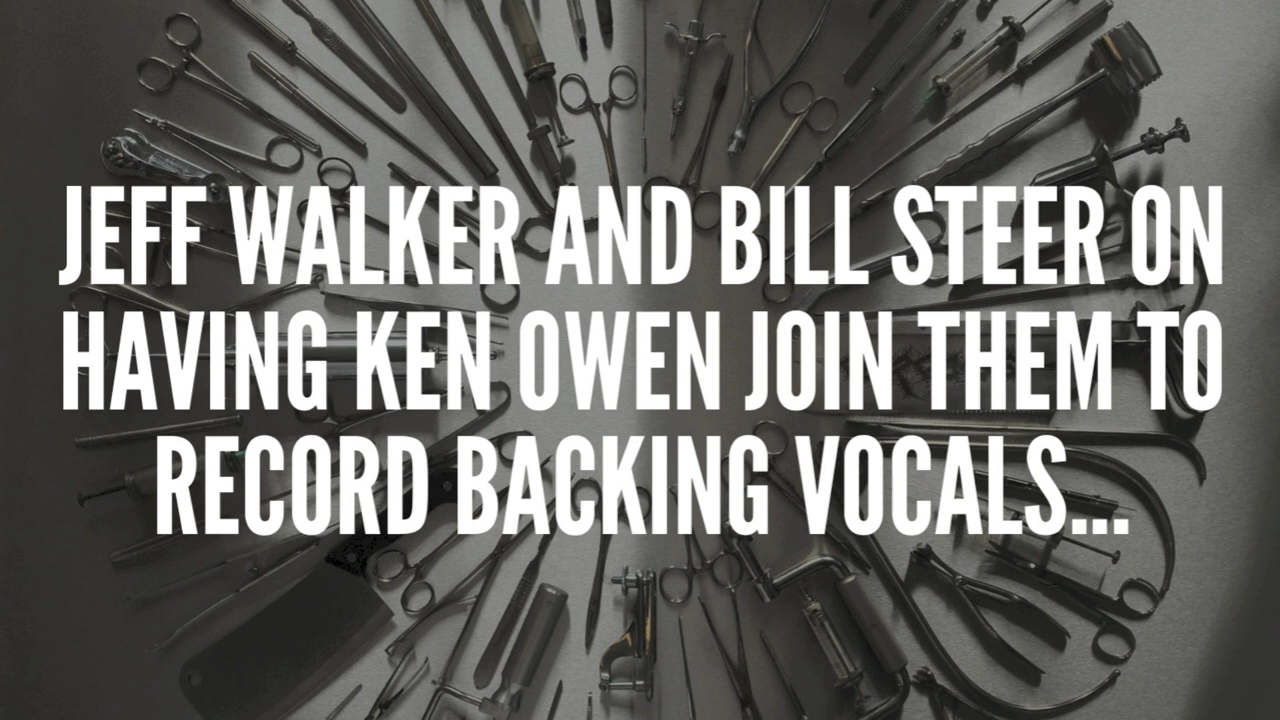 JEFF WALKER AND BILL STEER ON
HAVING KEN OWEN JOIN THEM TO
RECORD BACKING VOCALS...